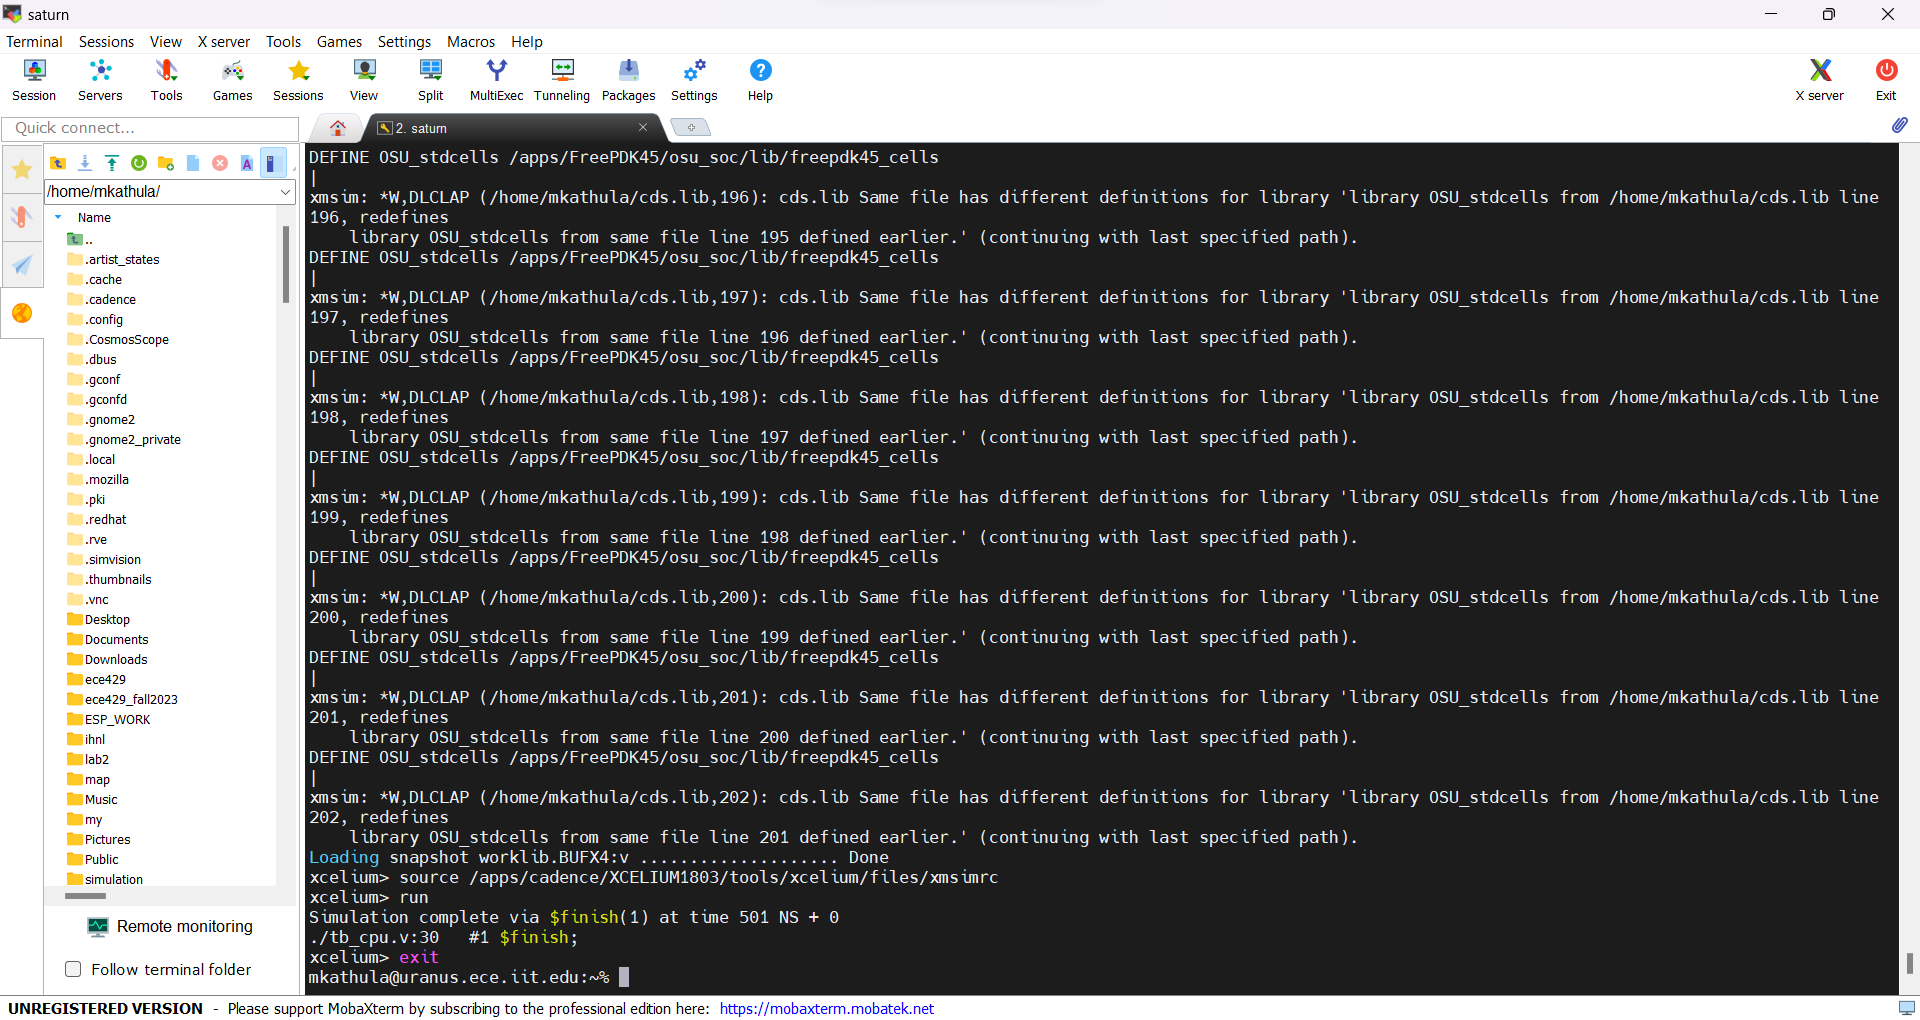 saturn
Terminal Sessions View X server Tools Games Settings Macros Help
Session Servers Tools Games Sessions View Split MultiExec Tunneling Packages Settings Help X server Exit
Quick connect...
2. saturn
/home/mkathula/
Name
..
.artist_states
.cache
.cadence
.config
.CosmosScope
.dbus
.gconf
.gconfd
.gnome2
.gnome2_private
.local
.mozilla
.pki
.redhat
.rve
.simvision
.thumbnails
.vnc
Desktop
Documents
Downloads
ece429
ece429_fall2023
ESP_WORK
ihnl
lab2
map
Music
my
Pictures
Public
simulation
Remote monitoring
Follow terminal folder
DEFINE OSU_stdcells /apps/FreePDK45/osu_soc/lib/freepdk45_cells
|
xmsim: *W,DLCLAP (/home/mkathula/cds.lib,196): cds.lib Same file has different definitions for library 'library OSU_stdcells from /home/mkathula/cds.lib line
196, redefines
library OSU_stdcells from same file line 195 defined earlier.' (continuing with last specified path).
DEFINE OSU_stdcells /apps/FreePDK45/osu_soc/lib/freepdk45_cells
|
xmsim: *W,DLCLAP (/home/mkathula/cds.lib,197): cds.lib Same file has different definitions for library 'library OSU_stdcells from /home/mkathula/cds.lib line
197, redefines
library OSU_stdcells from same file line 196 defined earlier.' (continuing with last specified path).
DEFINE OSU_stdcells /apps/FreePDK45/osu_soc/lib/freepdk45_cells
|
xmsim: *W,DLCLAP (/home/mkathula/cds.lib,198): cds.lib Same file has different definitions for library 'library OSU_stdcells from /home/mkathula/cds.lib line
198, redefines
library OSU_stdcells from same file line 197 defined earlier.' (continuing with last specified path).
DEFINE OSU_stdcells /apps/FreePDK45/osu_soc/lib/freepdk45_cells
|
xmsim: *W,DLCLAP (/home/mkathula/cds.lib,199): cds.lib Same file has different definitions for library 'library OSU_stdcells from /home/mkathula/cds.lib line
199, redefines
library OSU_stdcells from same file line 198 defined earlier.' (continuing with last specified path).
DEFINE OSU_stdcells /apps/FreePDK45/osu_soc/lib/freepdk45_cells
|
xmsim: *W,DLCLAP (/home/mkathula/cds.lib,200): cds.lib Same file has different definitions for library 'library OSU_stdcells from /home/mkathula/cds.lib line
200, redefines
library OSU_stdcells from same file line 199 defined earlier.' (continuing with last specified path).
DEFINE OSU_stdcells /apps/FreePDK45/osu_soc/lib/freepdk45_cells
|
xmsim: *W,DLCLAP (/home/mkathula/cds.lib,201): cds.lib Same file has different definitions for library 'library OSU_stdcells from /home/mkathula/cds.lib line
201, redefines
library OSU_stdcells from same file line 200 defined earlier.' (continuing with last specified path).
DEFINE OSU_stdcells /apps/FreePDK45/osu_soc/lib/freepdk45_cells
|
xmsim: *W,DLCLAP (/home/mkathula/cds.lib,202): cds.lib Same file has different definitions for library 'library OSU_stdcells from /home/mkathula/cds.lib line
202, redefines
library OSU_stdcells from same file line 201 defined earlier.' (continuing with last specified path).
Loading snapshot worklib.BUFX4:v .................... Done
xcelium> source /apps/cadence/XCELIUM1803/tools/xcelium/files/xmsimrc
xcelium> run
Simulation complete via $finish(1) at time 501 NS + 0
./tb_cpu.v:30   #1 $finish;
xcelium> exit
mkathula@uranus.ece.iit.edu:~%
UNREGISTERED VERSION - Please support MobaXterm by subscribing to the professional edition here: https://mobaxterm.mobatek.net